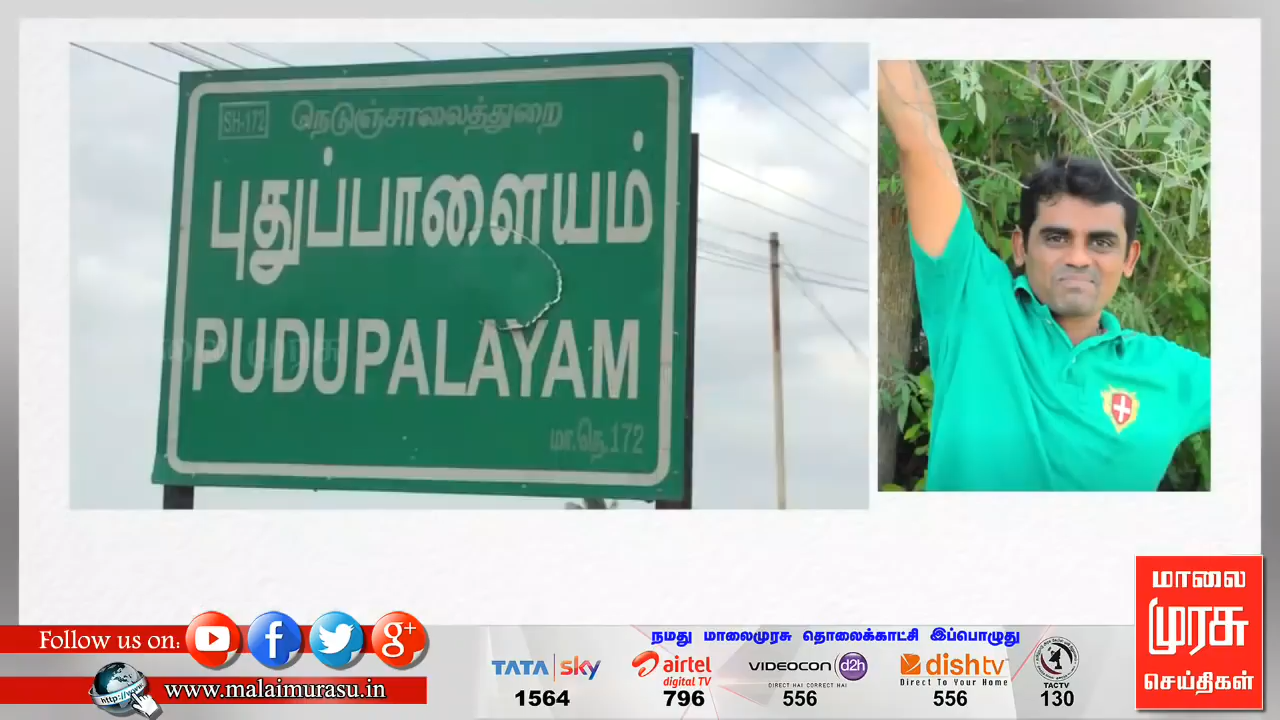 SH-172 நெடுஞ்சாலைத்துறை
புதுப்பாளையம்
PUDUPALAYAM
மா.நெ.172
Follow us on:
www.malaimurasu.in
நமது மாலைமுரசு தொலைக்காட்சி இப்பொழுது
TATA sky
1564
airtel
digital TV
796
VIDEOCON d2h
DIRECT HAI CORRECT HAI
556
dishtv
Direct To Your Home
556
TACTV
130
மாலை
முரசு
செய்திகள்